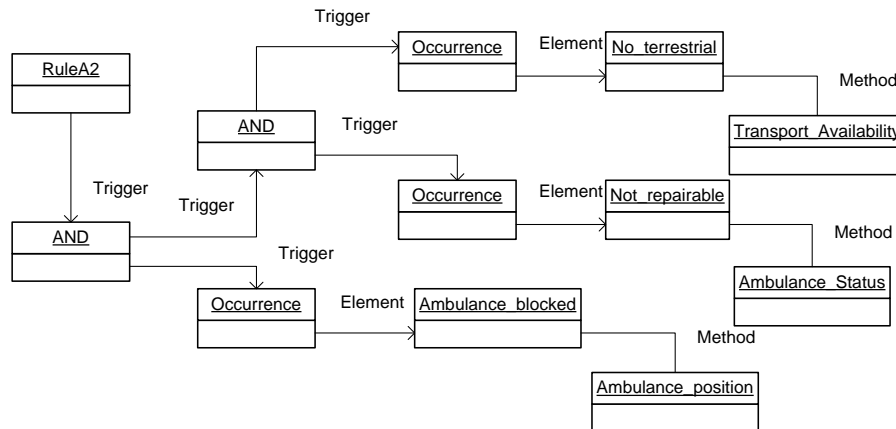 Trigger
Occurrence
Element
No_terrestrial
RuleA2
Method
AND
Trigger
Transport_Availability
Trigger
Trigger
Occurrence
Element
Not_repairable
AND
Method
Trigger
Ambulance_Status
Occurrence
Element
Ambulance_blocked
Method
Ambulance_position